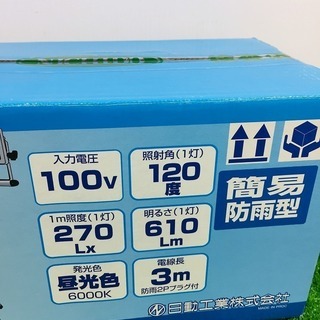 入力電圧
100V
照射角(1灯)
120
度
1m照度(1灯)
270
Lx
明るさ(1灯)
610
Lm
発光色
昼光色
6000K
電線長
3m
防雨2Pプラグ付
簡易
防雨型
日動工業株式会社
MADE IN PRC